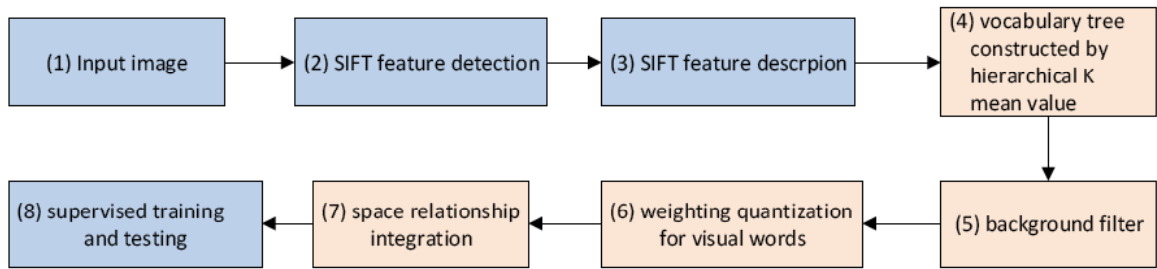 (1) Input image
(2) SIFT feature detection
(3) SIFT feature descrpion
(4) vocabulary tree
constructed by
hierarchical K
mean value
(5) background filter
(6) weighting quantization
for visual words
(7) space relationship
integration
(8) supervised training
and testing